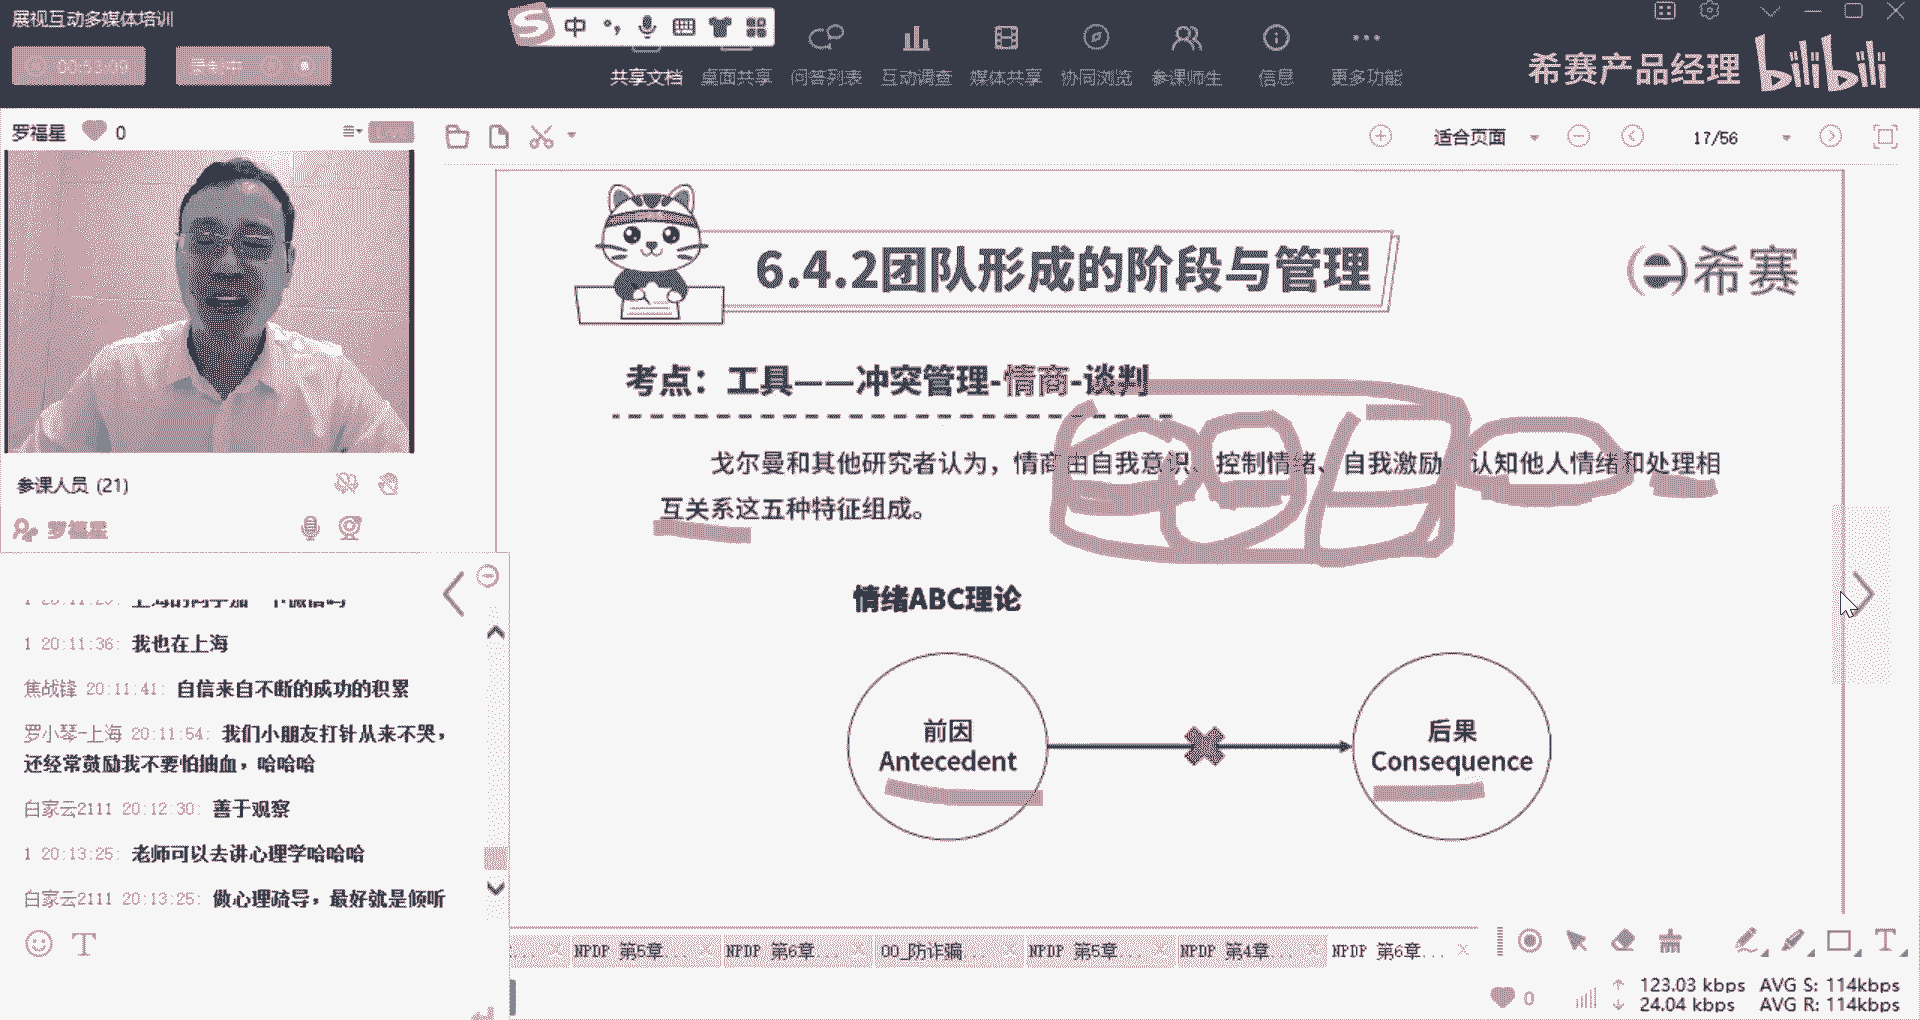 展视互动多媒体培训
00:53:09
录制中
中
共享文档 桌面共享 问答列表 互动调查 媒体共享 协同浏览 参课师生 信息 更多功能
希赛产品经理 bilibili
罗福星 0
适合页面 17/56
6.4.2团队形成的阶段与管理
希赛
考点：工具——冲突管理-情商-谈判
戈尔曼和其他研究者认为，情商由自我意识、控制情绪、自我激励、认知他人情绪和处理相
互关系这五种特征组成。
情绪ABC理论
前因
Antecedent
后果
Consequence
参课人员 (21)
罗福星
1 20:11:36: 我也在上海
焦战锋 20:11:41: 自信来自不断的成功的积累
罗小琴-上海 20:11:54: 我们小朋友打针从来不哭，
还经常鼓励我不要怕抽血，哈哈哈
白家云2111 20:12:30: 善于观察
1 20:13:25: 老师可以去讲心理学哈哈哈
白家云2111 20:13:25: 做心理疏导，最好就是倾听
NPDP 第5章... NPDP 第6章... 00_防诈骗... NPDP 第5章... NPDP 第4章... NPDP 第6章...
0 123.03 kbps AVG S: 114kbps
24.04 kbps AVG R: 114kbps